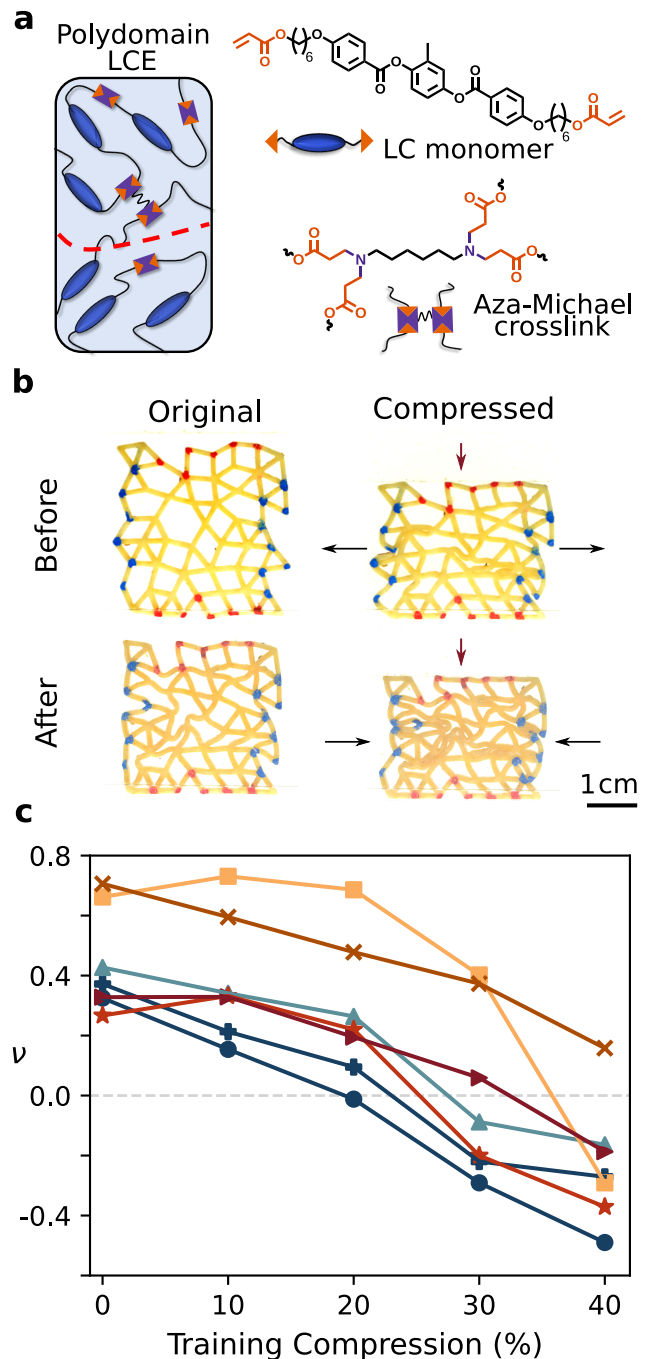 a
Polydomain
LCE
O
O
6
O
O
O
O
O
O
6
O
O
LC monomer
O
O
O
O
N
N
O
O
O
O
Aza-Michael
crosslink
b
Original
Compressed
Before
After
1cm
c
0.8
0.4
ν
0.0
-0.4
0
10
20
30
40
Training Compression (%)